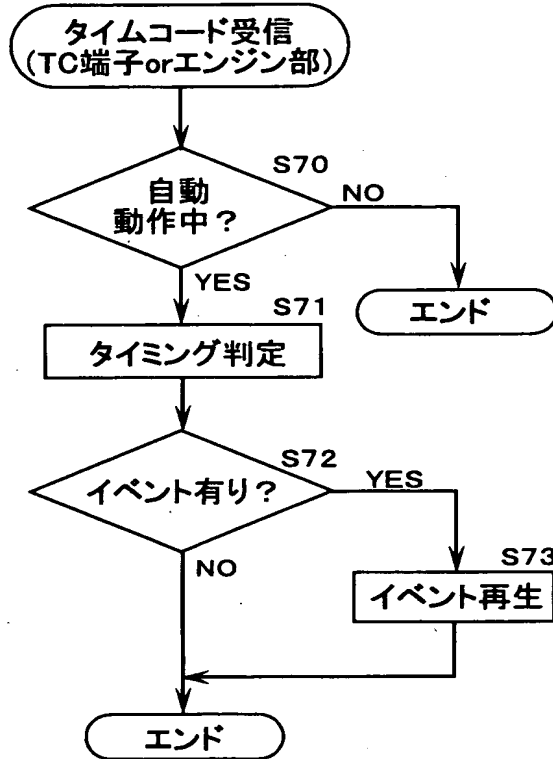 タイムコード受信
(TC端子orエンジン部)
S70
自動
動作中?
NO
YES
エンド
S71
タイミング判定
S72
イベント有り?
YES
NO
S73
イベント再生
エンド